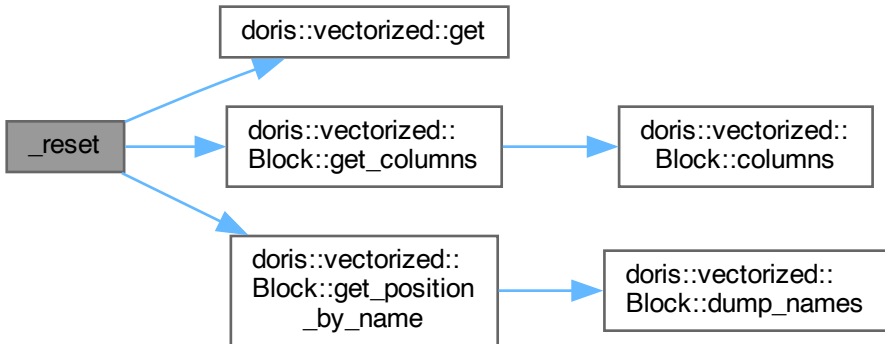 _reset
doris::vectorized::get
doris::vectorized::
Block::get_columns
doris::vectorized::
Block::columns
doris::vectorized::
Block::get_position
_by_name
doris::vectorized::
Block::dump_names